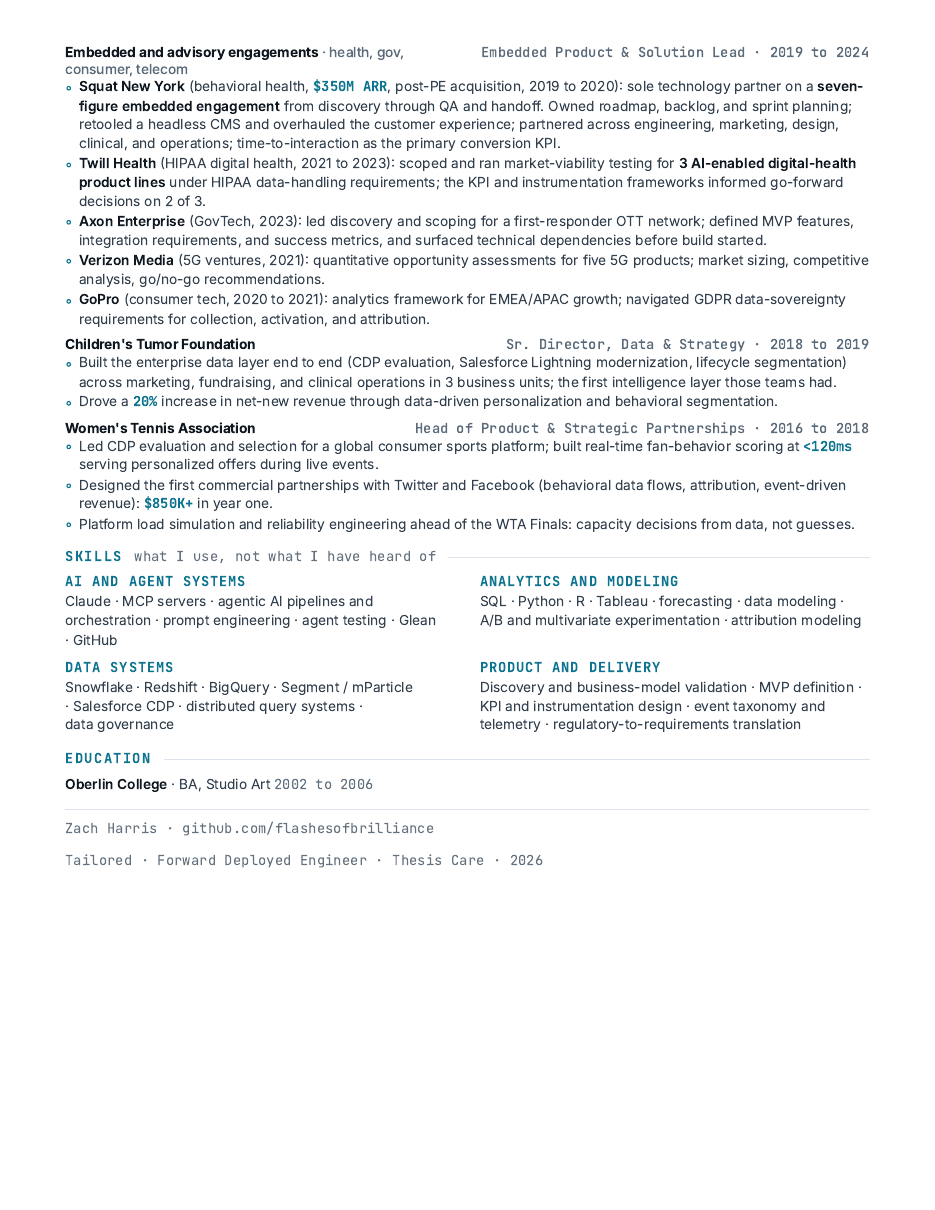 Embedded and advisory engagements · health, gov, Embedded Product & Solution Lead · 2019 to 2024
consumer, telecom
Squat New York (behavioral health, $350M ARR, post-PE acquisition, 2019 to 2020): sole technology partner on a seven-
figure embedded engagement from discovery through QA and handoff. Owned roadmap, backlog, and sprint planning;
retooled a headless CMS and overhauled the customer experience; partnered across engineering, marketing, design,
clinical, and operations; time-to-interaction as the primary conversion KPI.
Twill Health (HIPAA digital health, 2021 to 2023): scoped and ran market-viability testing for 3 AI-enabled digital-health
product lines under HIPAA data-handling requirements; the KPI and instrumentation frameworks informed go-forward
decisions on 2 of 3.
Axon Enterprise (GovTech, 2023): led discovery and scoping for a first-responder OTT network; defined MVP features,
integration requirements, and success metrics, and surfaced technical dependencies before build started.
Verizon Media (5G ventures, 2021): quantitative opportunity assessments for five 5G products; market sizing, competitive
analysis, go/no-go recommendations.
GoPro (consumer tech, 2020 to 2021): analytics framework for EMEA/APAC growth; navigated GDPR data-sovereignty
requirements for collection, activation, and attribution.
Children's Tumor Foundation Sr. Director, Data & Strategy · 2018 to 2019
Built the enterprise data layer end to end (CDP evaluation, Salesforce Lightning modernization, lifecycle segmentation)
across marketing, fundraising, and clinical operations in 3 business units; the first intelligence layer those teams had.
Drove a 20% increase in net-new revenue through data-driven personalization and behavioral segmentation.
Women's Tennis Association Head of Product & Strategic Partnerships · 2016 to 2018
Led CDP evaluation and selection for a global consumer sports platform; built real-time fan-behavior scoring at <120ms
serving personalized offers during live events.
Designed the first commercial partnerships with Twitter and Facebook (behavioral data flows, attribution, event-driven
revenue): $850K+ in year one.
Platform load simulation and reliability engineering ahead of the WTA Finals: capacity decisions from data, not guesses.
SKILLS what I use, not what I have heard of
AI AND AGENT SYSTEMS
Claude · MCP servers · agentic AI pipelines and
orchestration · prompt engineering · agent testing · Glean
· GitHub
ANALYTICS AND MODELING
SQL · Python · R · Tableau · forecasting · data modeling ·
A/B and multivariate experimentation · attribution modeling
DATA SYSTEMS
Snowflake · Redshift · BigQuery · Segment / mParticle
· Salesforce CDP · distributed query systems ·
data governance
PRODUCT AND DELIVERY
Discovery and business-model validation · MVP definition ·
KPI and instrumentation design · event taxonomy and
telemetry · regulatory-to-requirements translation
EDUCATION
Oberlin College · BA, Studio Art 2002 to 2006
Zach Harris · github.com/flashesofbrilliance
Tailored · Forward Deployed Engineer · Thesis Care · 2026